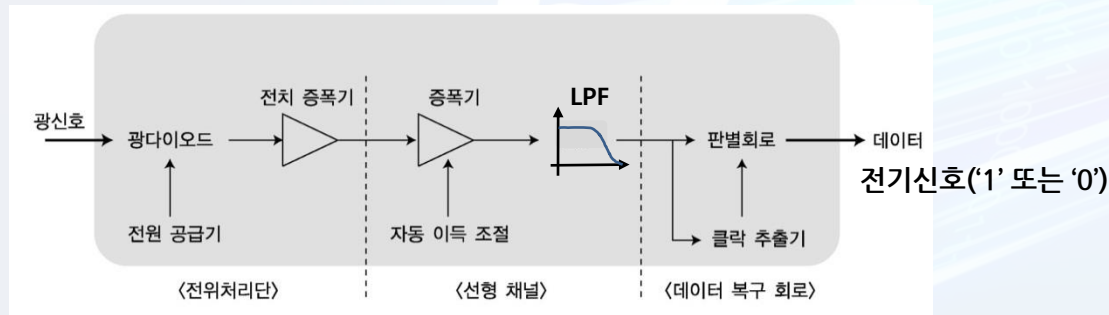 전치 증폭기
증폭기
LPF
광신호
광다이오드
판별회로
데이터
전기신호('1' 또는 '0')
전원 공급기
자동 이득 조절
클락 추출기
〈전위처리단〉
〈선형 채널〉
〈데이터 복구 회로〉